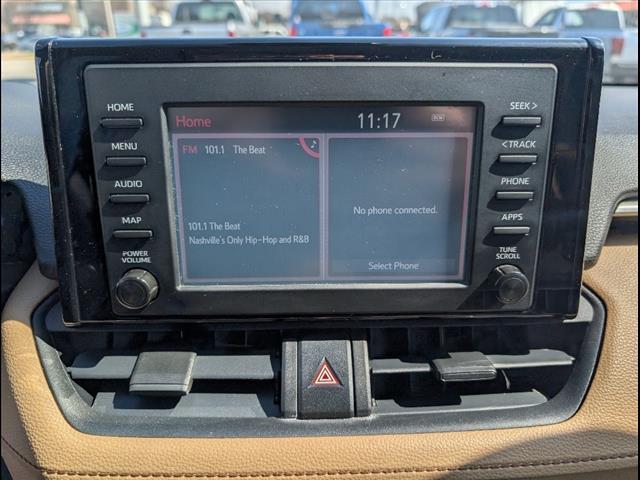 HOME
MENU
AUDIO
MAP
POWER
VOLUME
Home
11:17
DCM
FM 101.1 The Beat
101.1 The Beat
Nashville's Only Hip-Hop and R&B
No phone connected.
Select Phone
SEEK >
< TRACK
PHONE
APPS
TUNE
SCROLL